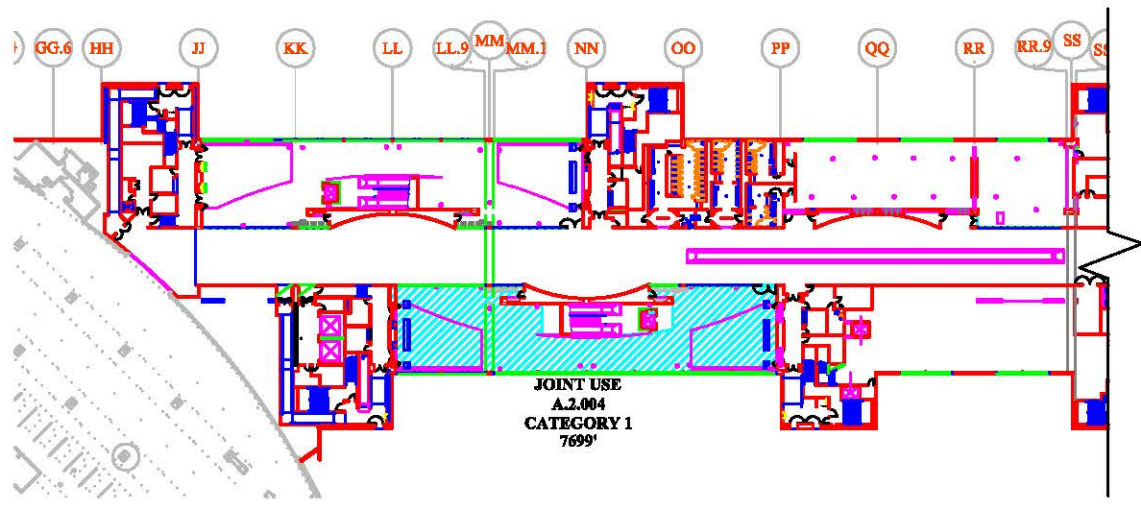 GG.6
HH
JJ
KK
LL
LL.9
MM
MM.1
NN
OO
PP
QQ
RR
RR.9
SS
JOINT USE
A.2.004
CATEGORY 1
7699'